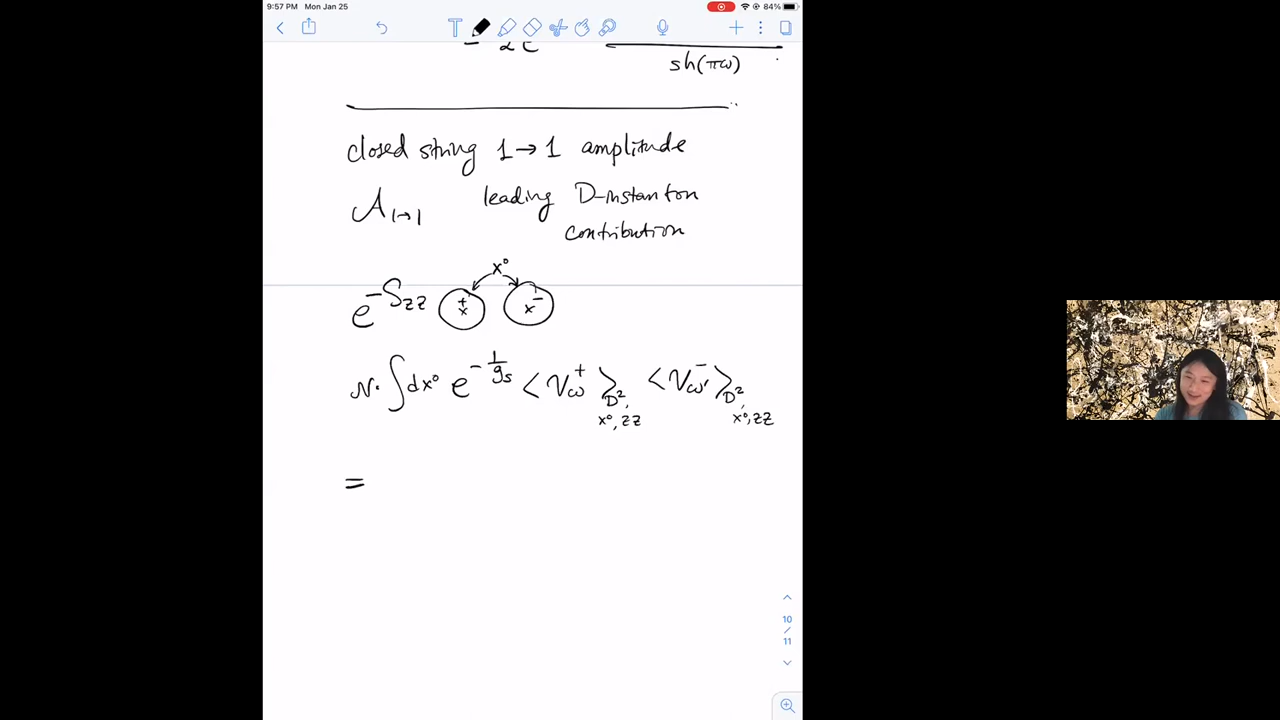 9:57 PM Mon Jan 25
84%
sh(πω)
closed string 1→1 amplitude
A₁→₁ leading D-instanton
contribution
x⁰
e^{-S_{ZZ}} + x - x
N · ∫dx⁰ e^{-1/g_s} ⟨V_ω^+⟩_{D², x⁰, ZZ} ⟨V_{ω'}^-⟩_{D², x⁰, ZZ}
=
10
/
11